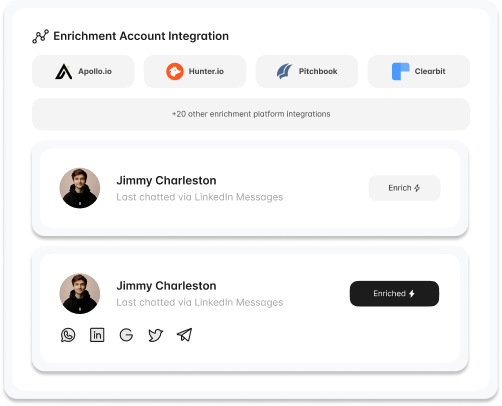 Enrichment Account Integration
Apollo.io
Hunter.io
Pitchbook
Clearbit
+20 other enrichment platform integrations
Jimmy Charleston
Last chatted via LinkedIn Messages
Enrich
Jimmy Charleston
Last chatted via LinkedIn Messages
Enriched
in